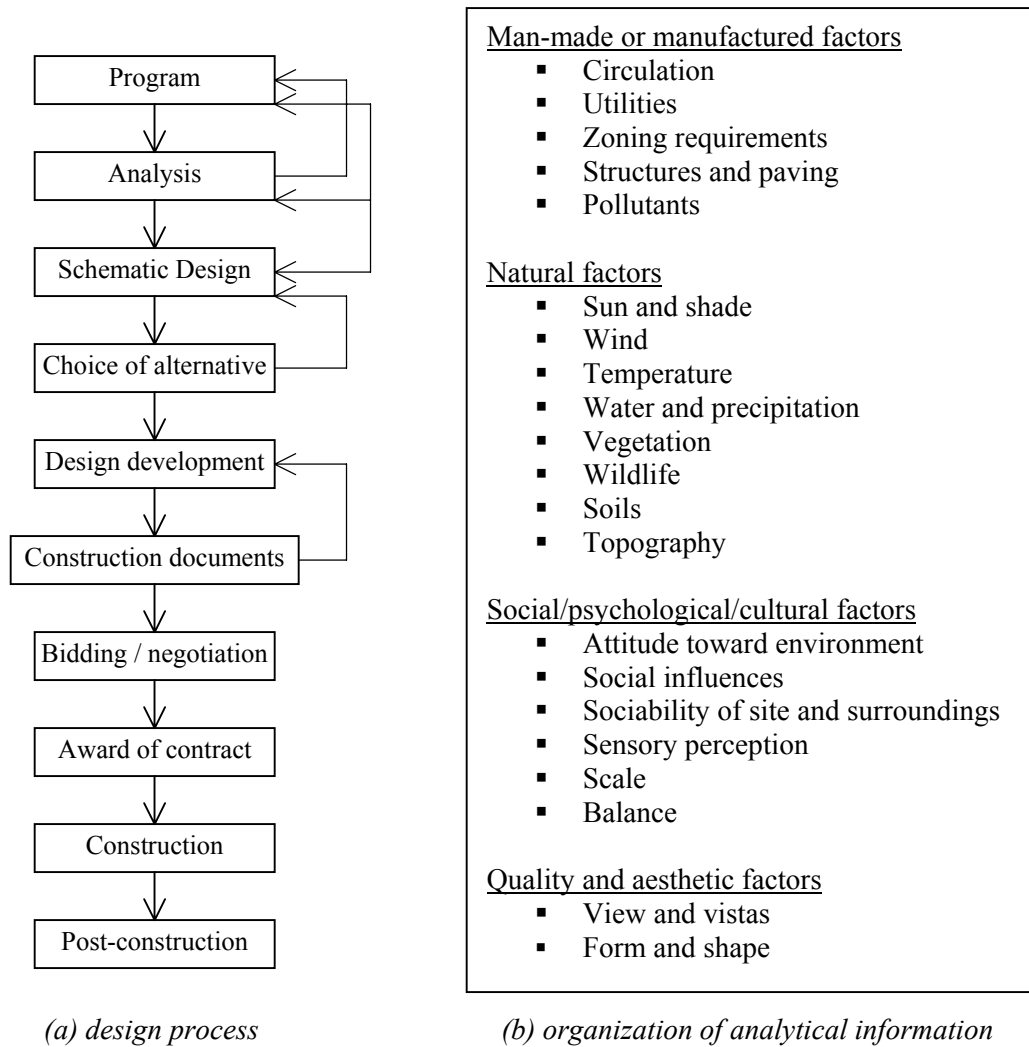 Program
Analysis
Schematic Design
Choice of alternative
Design development
Construction documents
Bidding / negotiation
Award of contract
Construction
Post-construction
(a) design process
Man-made or manufactured factors
▪ Circulation
▪ Utilities
▪ Zoning requirements
▪ Structures and paving
▪ Pollutants
Natural factors
▪ Sun and shade
▪ Wind
▪ Temperature
▪ Water and precipitation
▪ Vegetation
▪ Wildlife
▪ Soils
▪ Topography
Social/psychological/cultural factors
▪ Attitude toward environment
▪ Social influences
▪ Sociability of site and surroundings
▪ Sensory perception
▪ Scale
▪ Balance
Quality and aesthetic factors
▪ View and vistas
▪ Form and shape
(b) organization of analytical information